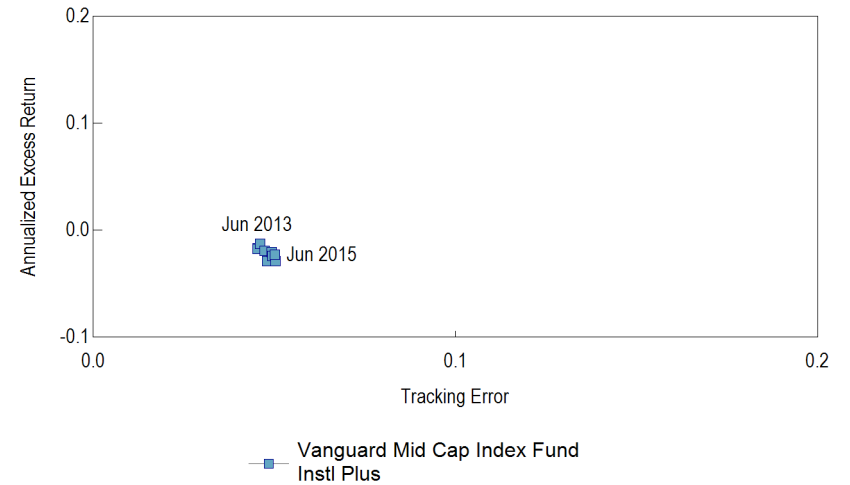 0.2
0.1
0.0
-0.1
Annualized Excess Return
Jun 2013
Jun 2015
0.0
0.1
0.2
Tracking Error
Vanguard Mid Cap Index Fund
Instl Plus